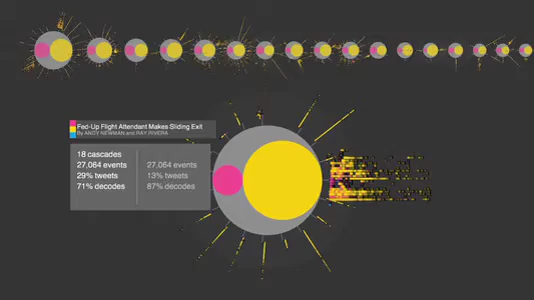 Fed-Up Flight Attendant Makes Sliding Exit
By ANDY NEWMAN and RAY RIVERA
18 cascades
27,064 events 27,064 events
29% tweets 13% tweets
71% decodes 87% decodes